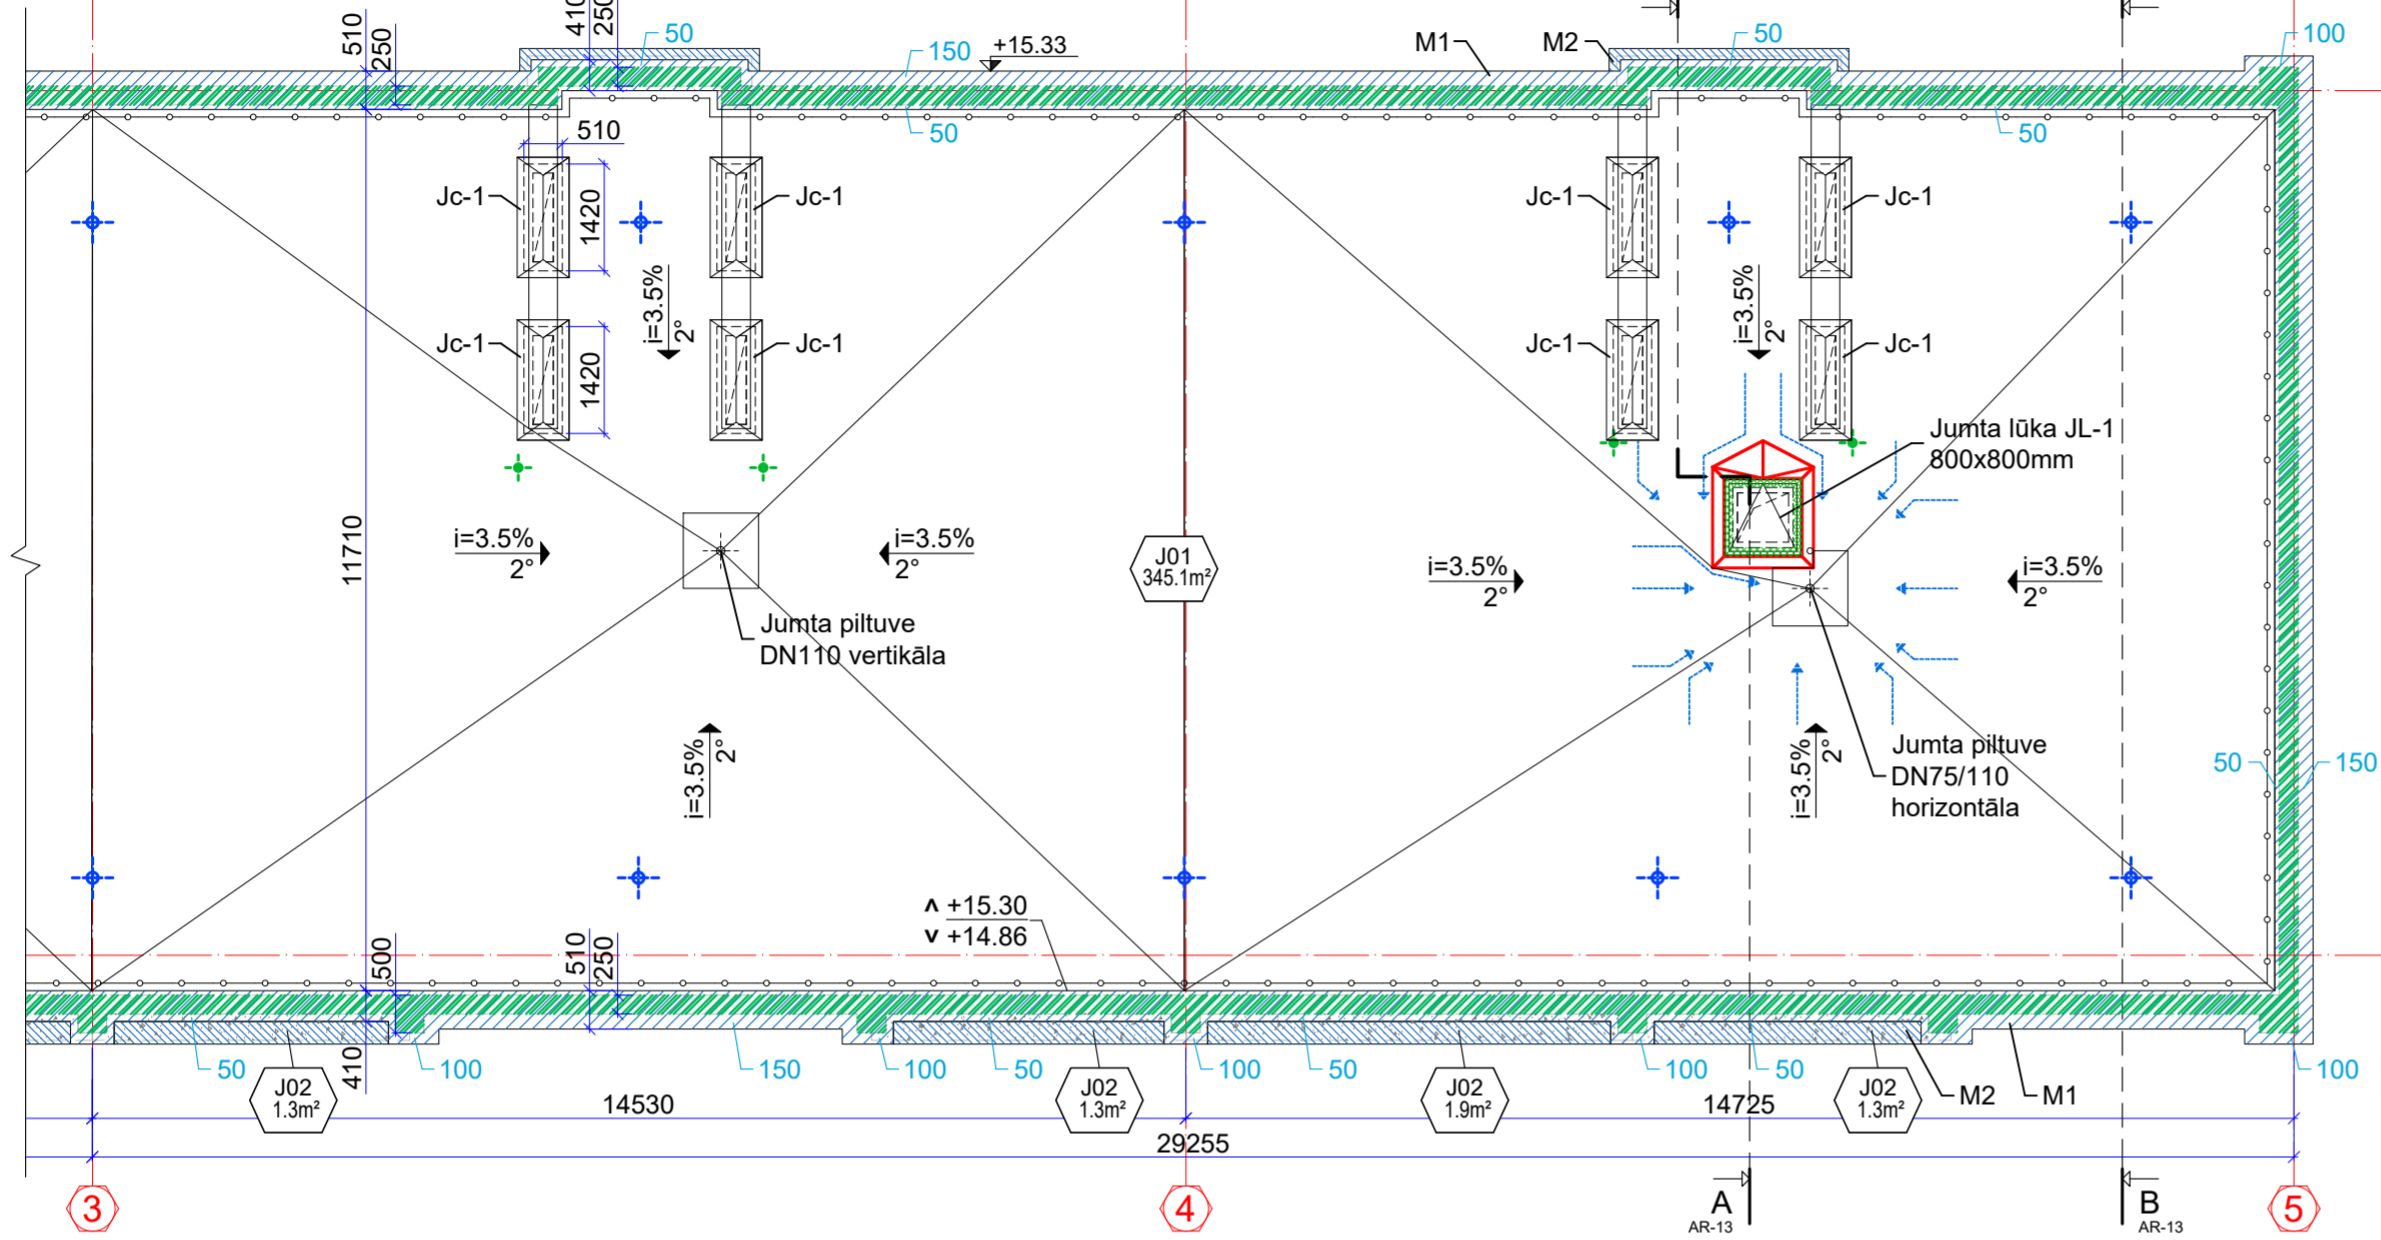 510
250
410
250
50
150
+15.33
M1
M2
50
100
50
50
510
Jc-1
1420
Jc-1
Jc-1
Jc-1
i=3.5%
2°
i=3.5%
2°
Jc-1
1420
Jc-1
Jc-1
Jc-1
Jumta lūka JL-1
800x800mm
11710
i=3.5%
2°
i=3.5%
2°
J01
345.1m²
i=3.5%
2°
i=3.5%
2°
Jumta piltuve
DN110 vertikāla
i=3.5%
2°
i=3.5%
2°
Jumta piltuve
DN75/110
horizontāla
50
150
Ʌ +15.30
V +14.86
500
510
250
410
50
100
150
100
50
100
50
100
50
100
J02
1.3m²
J02
1.3m²
J02
1.9m²
J02
1.3m²
M2
M1
14530
14725
29255
3
4
A
AR-13
B
AR-13
5